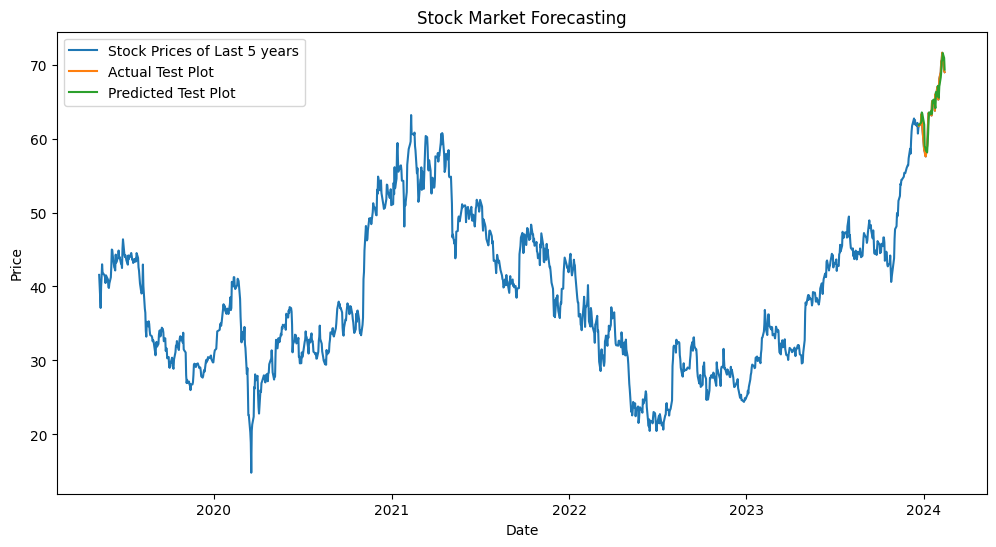 Stock Market Forecasting
Stock Prices of Last 5 years
Actual Test Plot
Predicted Test Plot
Price
70
60
50
40
30
20
2020
2021
2022
2023
2024
Date